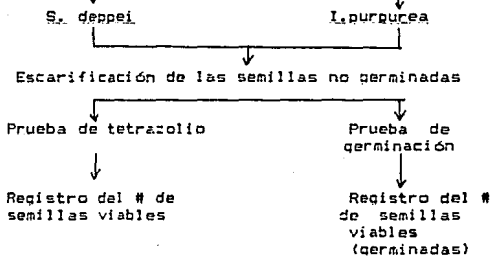 S. deppei
I.purpurea
Escarificación de las semillas no germinadas
Prueba de tetrazolio
Prueba de
germinación
Registro del # de
semillas viables
Registro del #
de semillas
viables
(germinadas)